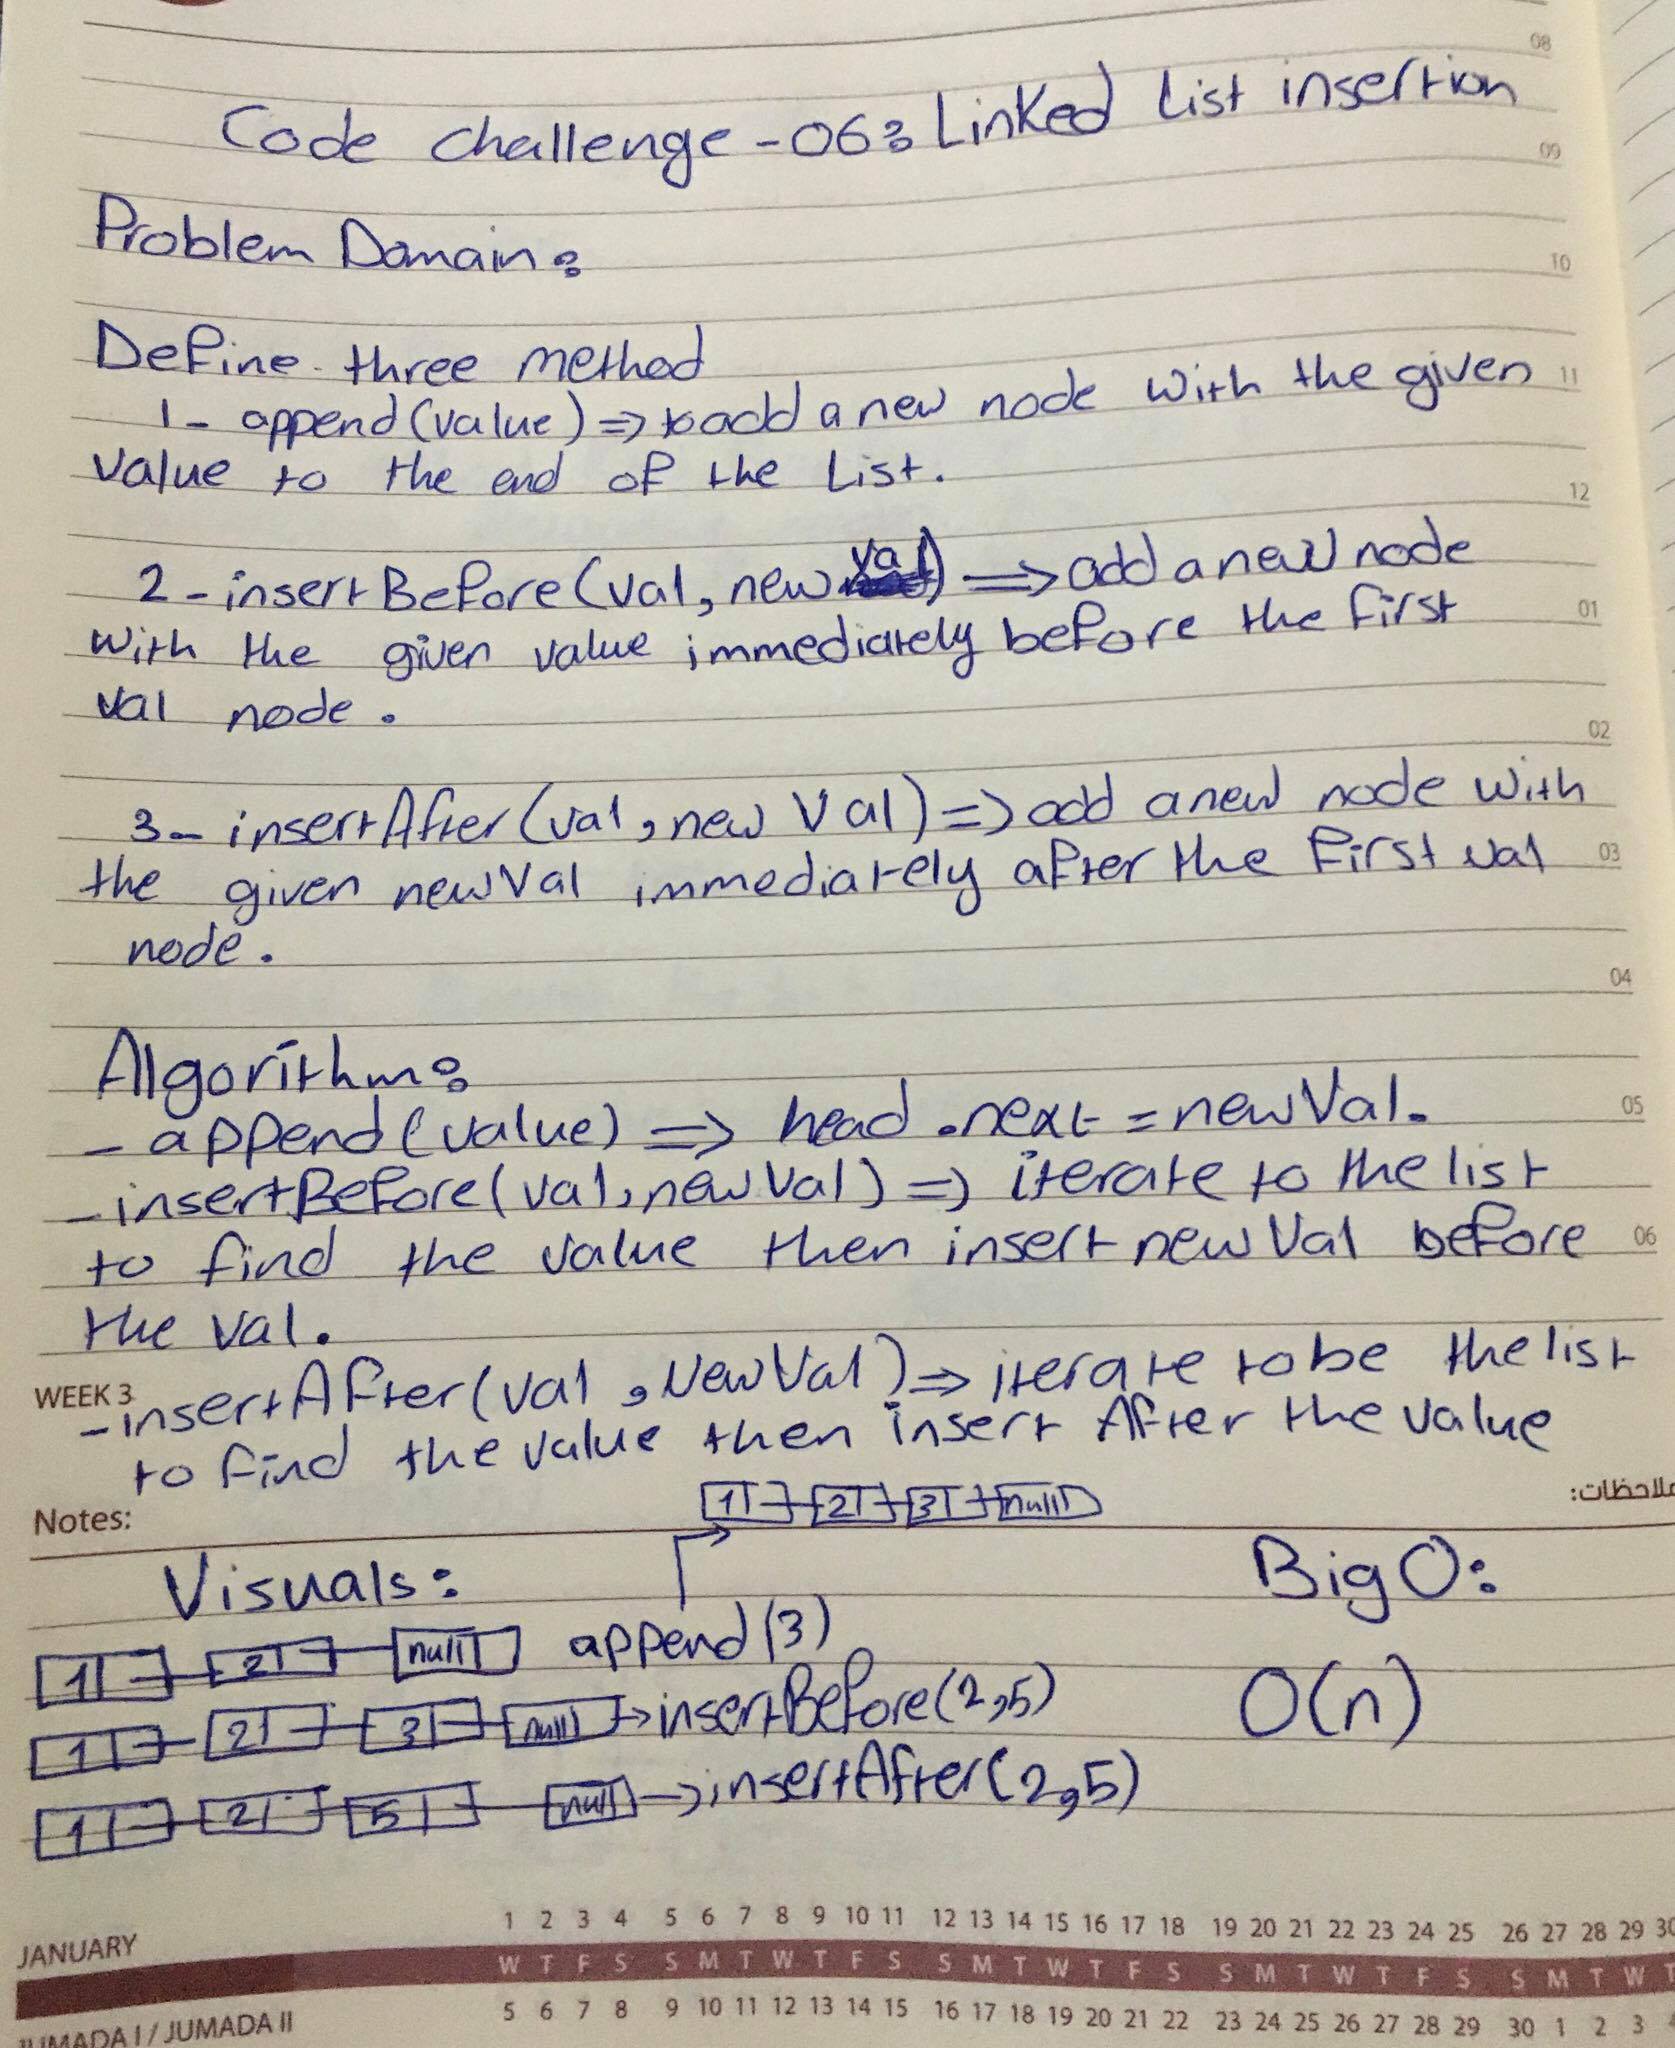 08
Code challenge - 06: Linked list insertion
09
Problem Domain:
10
Define three method
1- append(value) => to add a new node with the given
11
value to the end of the List.
12
2- insertBefore(val, new val) => add a new node
01
with the given value immediately before the first
val node.
02
3- insertAfter(val, new Val) => add a new node with
the given newVal immediately after the first val
03
node.
04
Algorithm:
05
- append(value) => head.next = newVal.
- insertBefore(val, newVal) => iterate to the list
to find the value then insert newVal before
06
the val.
WEEK 3
- insertAfter(val, NewVal) => iterate to be the list
to find the value then insert After the value
Notes:
ملاحظات:
1 2 3 null
Visuals:
Big O:
1 2 null append(3)
1 2 3 null -> insertBefore(2,5)
O(n)
1 2 5 null -> insertAfter(2,5)
JANUARY
1 2 3 4 5 6 7 8 9 10 11 12 13 14 15 16 17 18 19 20 21 22 23 24 25 26 27 28 29 30
W T F S S M T W T F S S M T W T F S S M T W T F S S M T W T
JUMADA I / JUMADA II
5 6 7 8 9 10 11 12 13 14 15 16 17 18 19 20 21 22 23 24 25 26 27 28 29 30 1 2 3